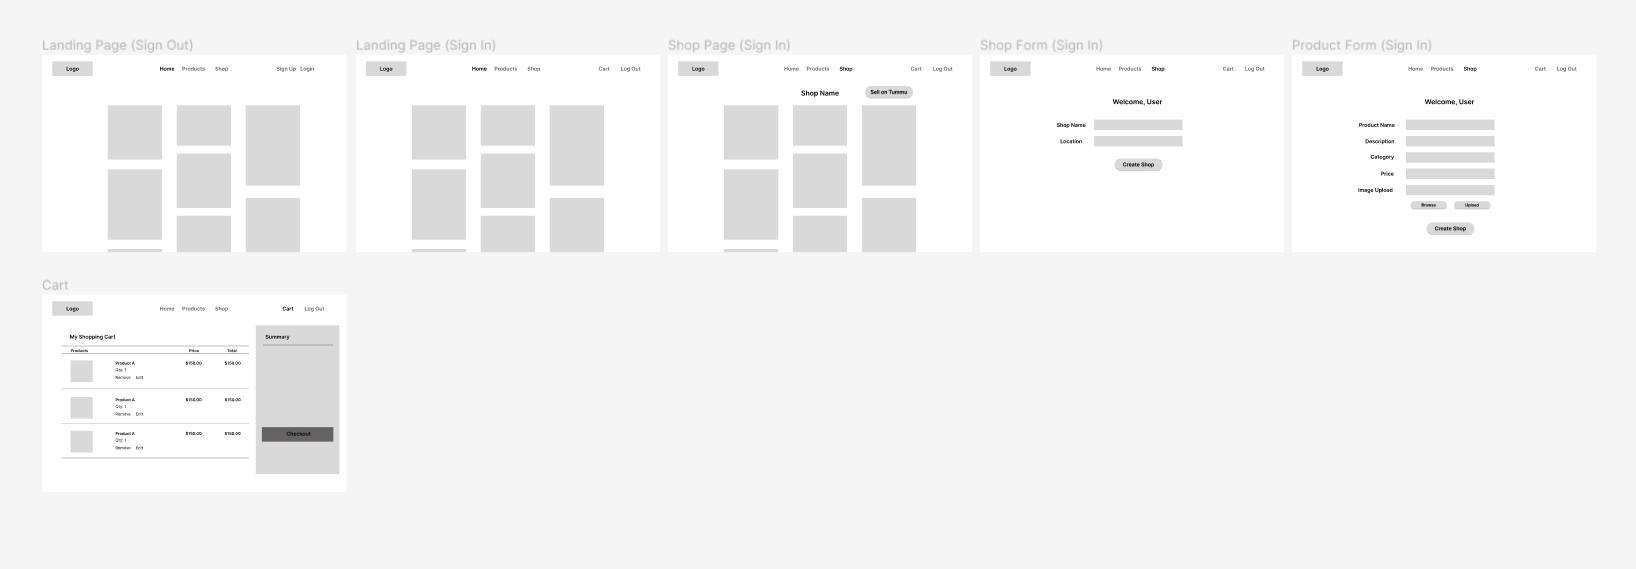 Landing Page (Sign Out)
Logo
Home Products Shop
Sign Up Login
Landing Page (Sign In)
Logo
Home Products Shop
Cart Log Out
Shop Page (Sign In)
Logo
Home Products Shop
Cart Log Out
Shop Name
Sell on Tummu
Shop Form (Sign In)
Logo
Home Products Shop
Cart Log Out
Welcome, User
Shop Name
Location
Create Shop
Product Form (Sign In)
Logo
Home Products Shop
Cart Log Out
Welcome, User
Product Name
Description
Category
Price
Image Upload
Browse Upload
Create Shop
Cart
Logo
Home Products Shop
Cart Log Out
My Shopping Cart
Products Price Total
Product A $150.00 $150.00
Qty: 1
Remove Edit
Product A $150.00 $150.00
Qty: 1
Remove Edit
Product A $150.00 $150.00
Qty: 1
Remove Edit
Summary
Checkout